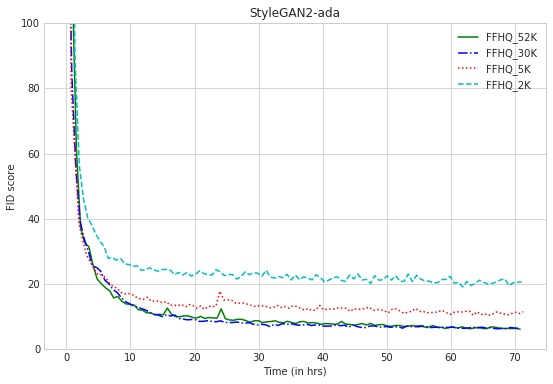 StyleGAN2-ada
FID score
100
80
60
40
20
0
FFHQ_52K
FFHQ_30K
FFHQ_5K
FFHQ_2K
0 10 20 30 40 50 60 70
Time (in hrs)